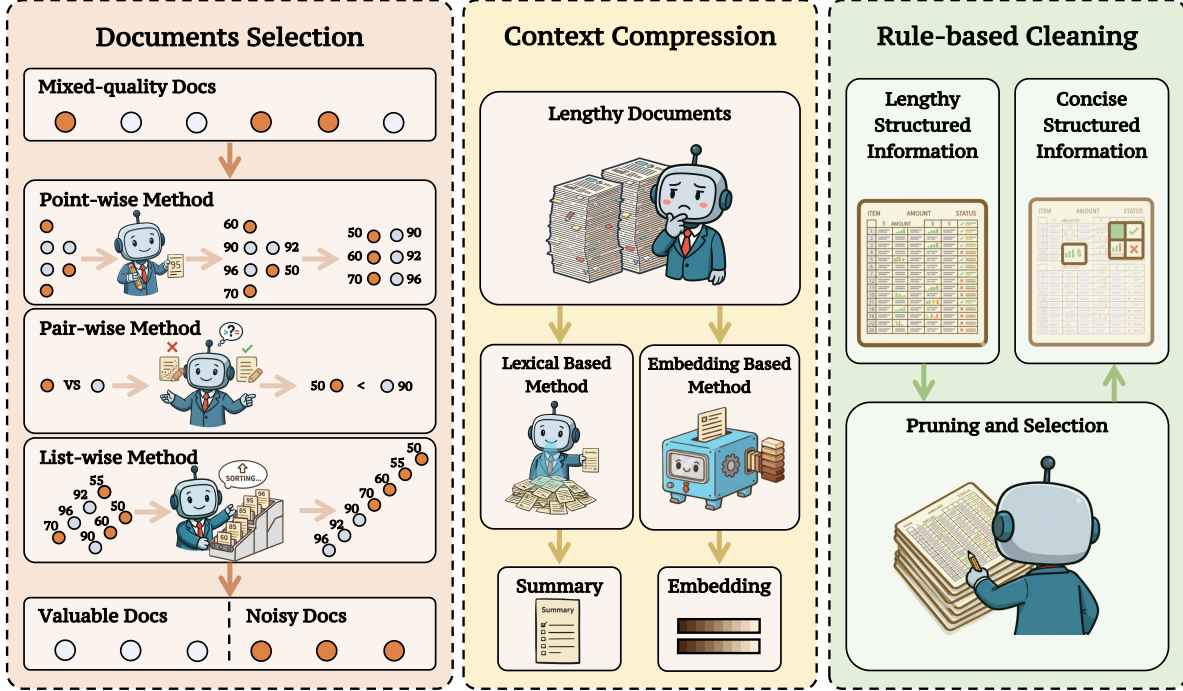 Documents Selection
Mixed-quality Docs
Point-wise Method
95
60
90
92
96
50
70
50
90
60
92
70
96
Pair-wise Method
>?=
VS
50
<
90
List-wise Method
SORTING...
55
92
96
50
70
60
90
95
96
85
85
60
50
55
60
70
90
92
96
Valuable Docs
Noisy Docs
Context Compression
Lengthy Documents
Lexical Based
Method
Embedding Based
Method
Summary
Summary
Embedding
Rule-based Cleaning
Lengthy
Structured
Information
ITEM AMOUNT STATUS
Concise
Structured
Information
ITEM AMOUNT STATUS
Pruning and Selection